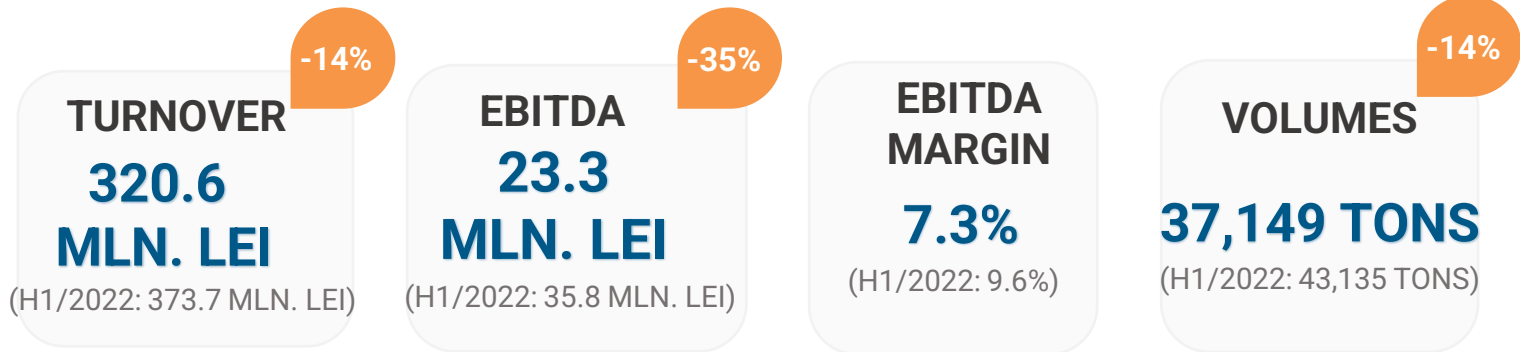 -14%
TURNOVER
320.6
MLN. LEI
(H1/2022: 373.7 MLN. LEI)
-35%
EBITDA
23.3
MLN. LEI
(H1/2022: 35.8 MLN. LEI)
EBITDA
MARGIN
7.3%
(H1/2022: 9.6%)
-14%
VOLUMES
37,149 TONS
(H1/2022: 43,135 TONS)